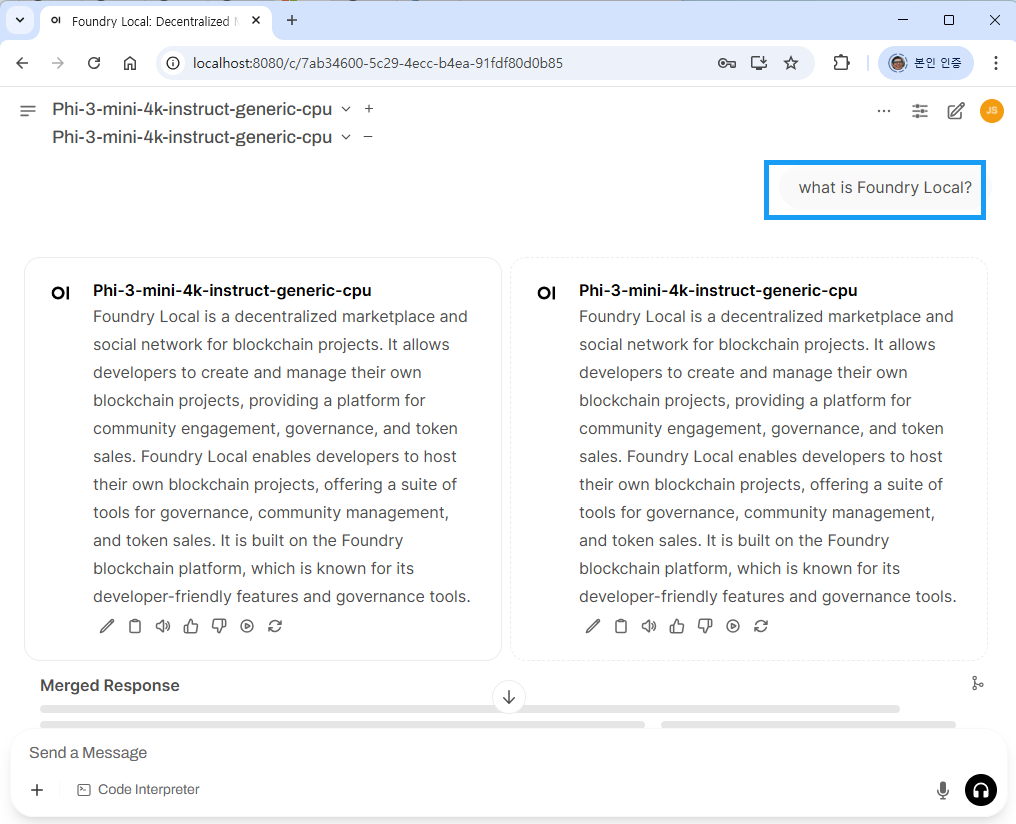 OI Foundry Local: Decentralized
localhost:8080/c/7ab34600-5c29-4ecc-b4ea-91fdf80d0b85
본인 인증
Phi-3-mini-4k-instruct-generic-cpu
Phi-3-mini-4k-instruct-generic-cpu
JS
what is Foundry Local?
OI Phi-3-mini-4k-instruct-generic-cpu
Foundry Local is a decentralized marketplace and
social network for blockchain projects. It allows
developers to create and manage their own
blockchain projects, providing a platform for
community engagement, governance, and token
sales. Foundry Local enables developers to host
their own blockchain projects, offering a suite of
tools for governance, community management,
and token sales. It is built on the Foundry
blockchain platform, which is known for its
developer-friendly features and governance tools.
OI Phi-3-mini-4k-instruct-generic-cpu
Foundry Local is a decentralized marketplace and
social network for blockchain projects. It allows
developers to create and manage their own
blockchain projects, providing a platform for
community engagement, governance, and token
sales. Foundry Local enables developers to host
their own blockchain projects, offering a suite of
tools for governance, community management,
and token sales. It is built on the Foundry
blockchain platform, which is known for its
developer-friendly features and governance tools.
Merged Response
Send a Message
Code Interpreter